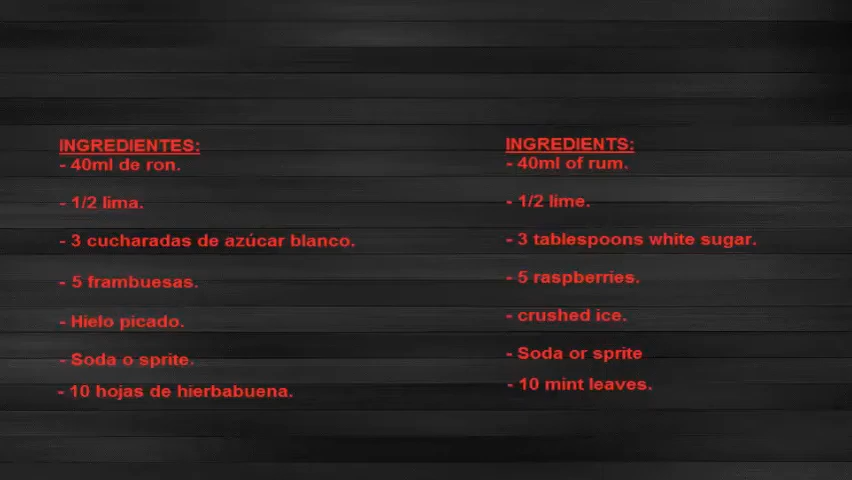 INGREDIENTES:
- 40ml de ron.
- 1/2 lima.
- 3 cucharadas de azúcar blanco.
- 5 frambuesas.
- Hielo picado.
- Soda o sprite.
- 10 hojas de hierbabuena.
INGREDIENTS:
- 40ml of rum.
- 1/2 lime.
- 3 tablespoons white sugar.
- 5 raspberries.
- crushed ice.
- Soda or sprite
- 10 mint leaves.